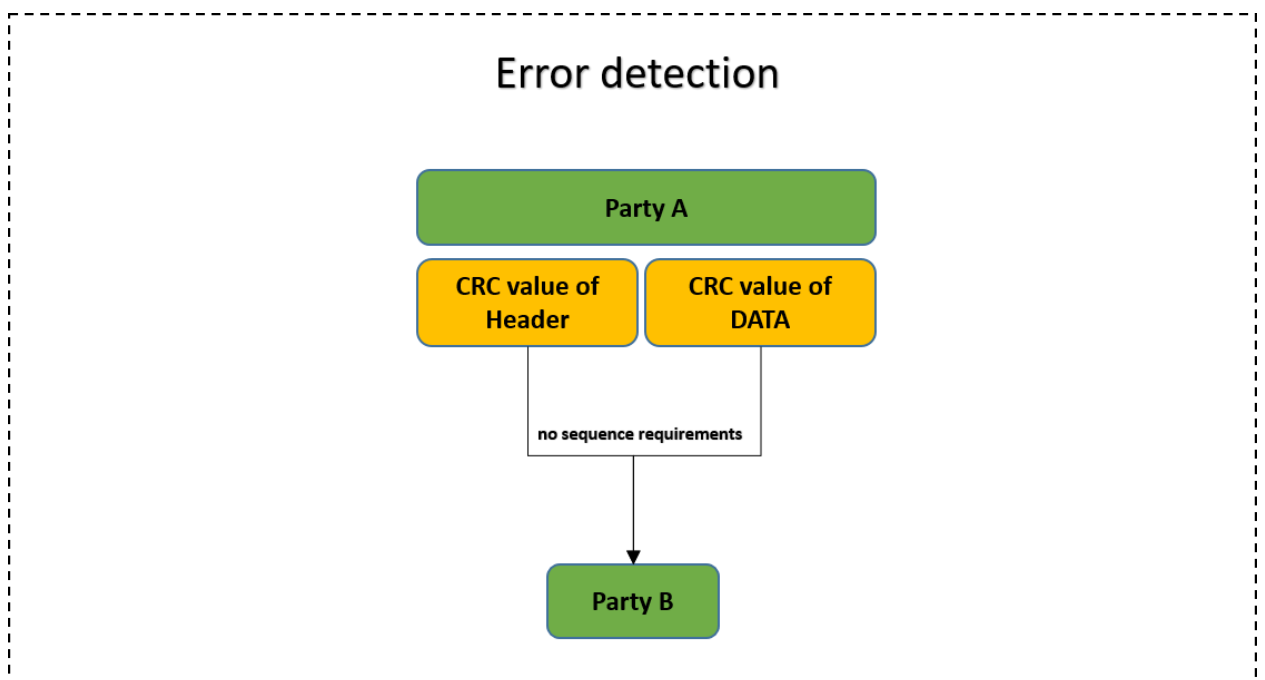 Error detection
Party A
CRC value of
Header
CRC value of
DATA
no sequence requirements
Party B